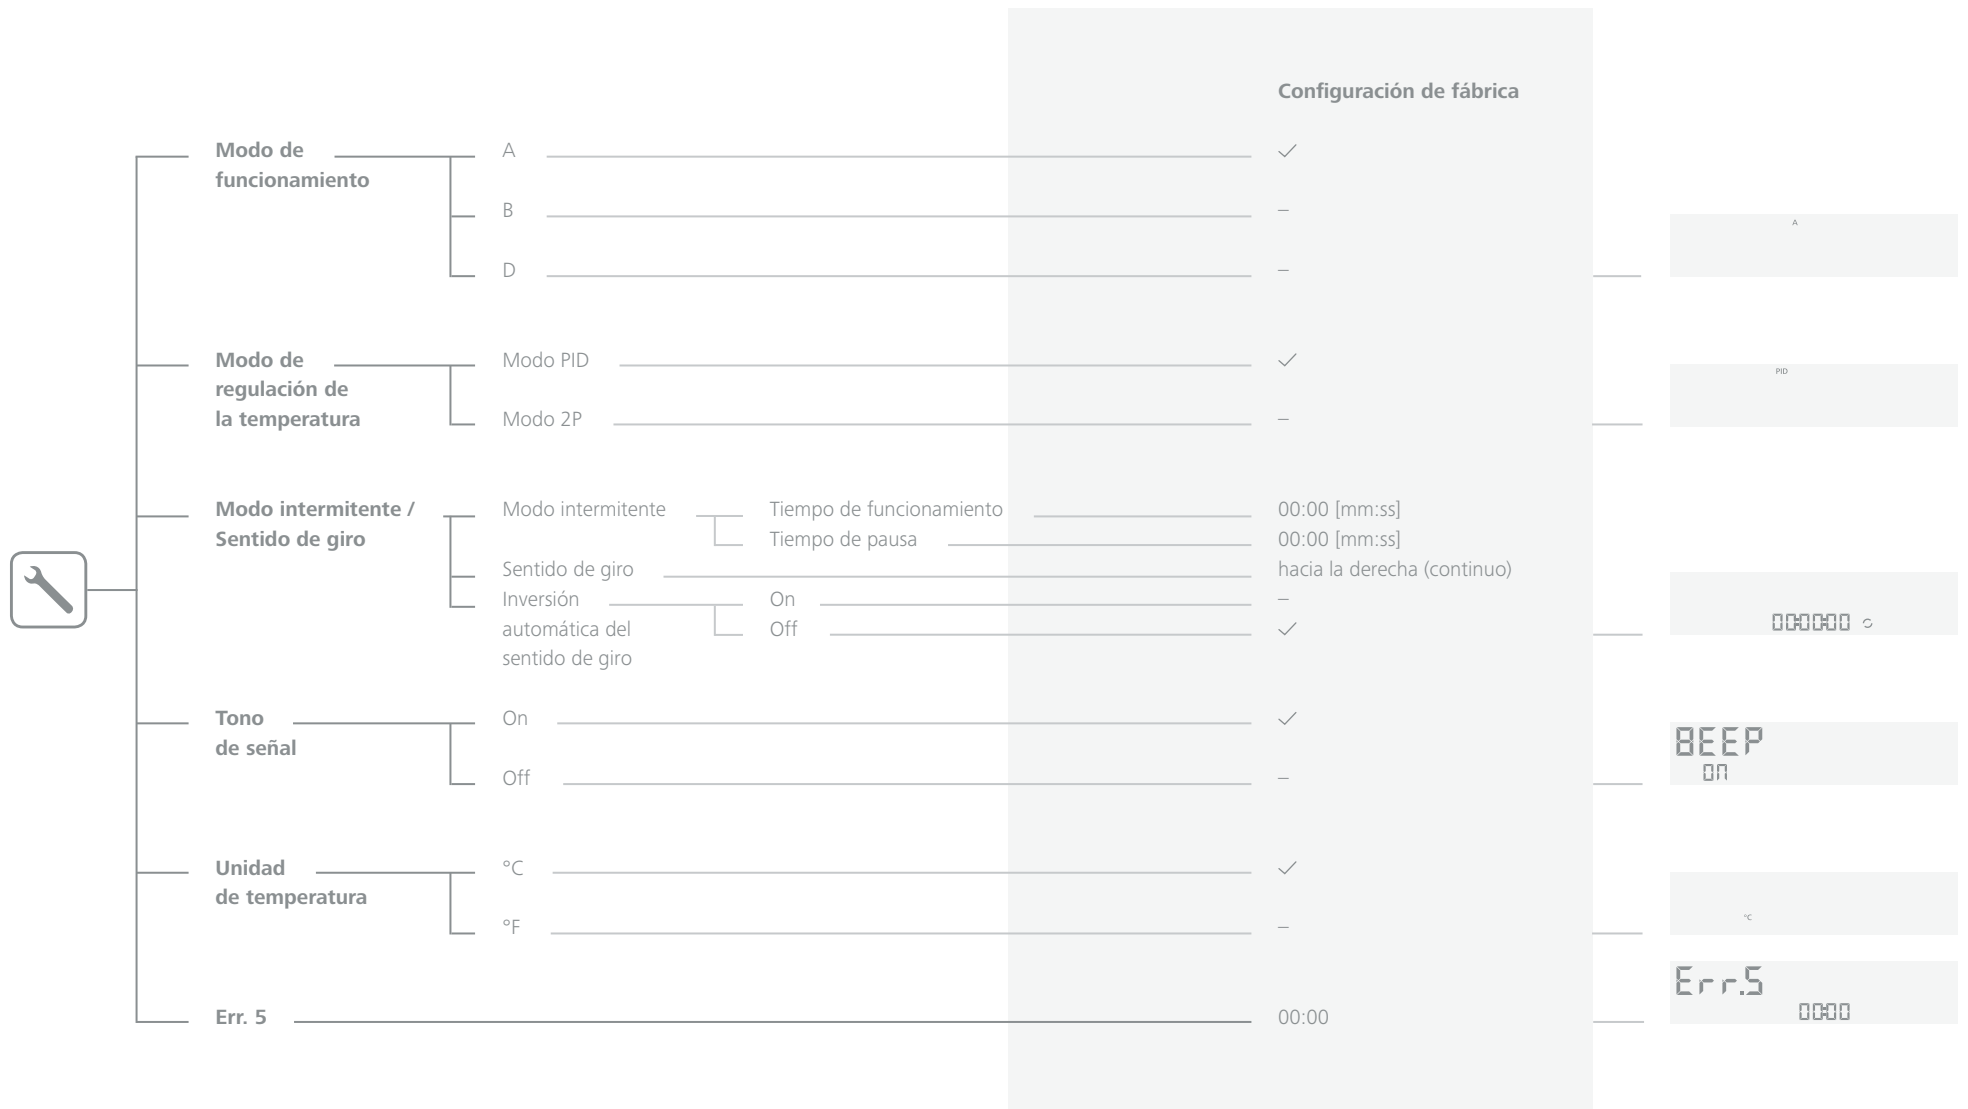 Configuración de fábrica
Modo de
funcionamiento
A
✓
B
–
A
D
–
Modo de
regulación de
la temperatura
Modo PID
✓
PID
Modo 2P
–
Modo intermitente /
Sentido de giro
Modo intermitente
Tiempo de funcionamiento
00:00 [mm:ss]
Tiempo de pausa
00:00 [mm:ss]
Sentido de giro
hacia la derecha (continuo)
Inversión
automática del
sentido de giro
On
–
Off
✓
00:00:00
Tono
de señal
On
✓
Off
–
BEEP
on
Unidad
de temperatura
°C
✓
°F
–
°C
Err. 5
00:00
Err.5
00:00